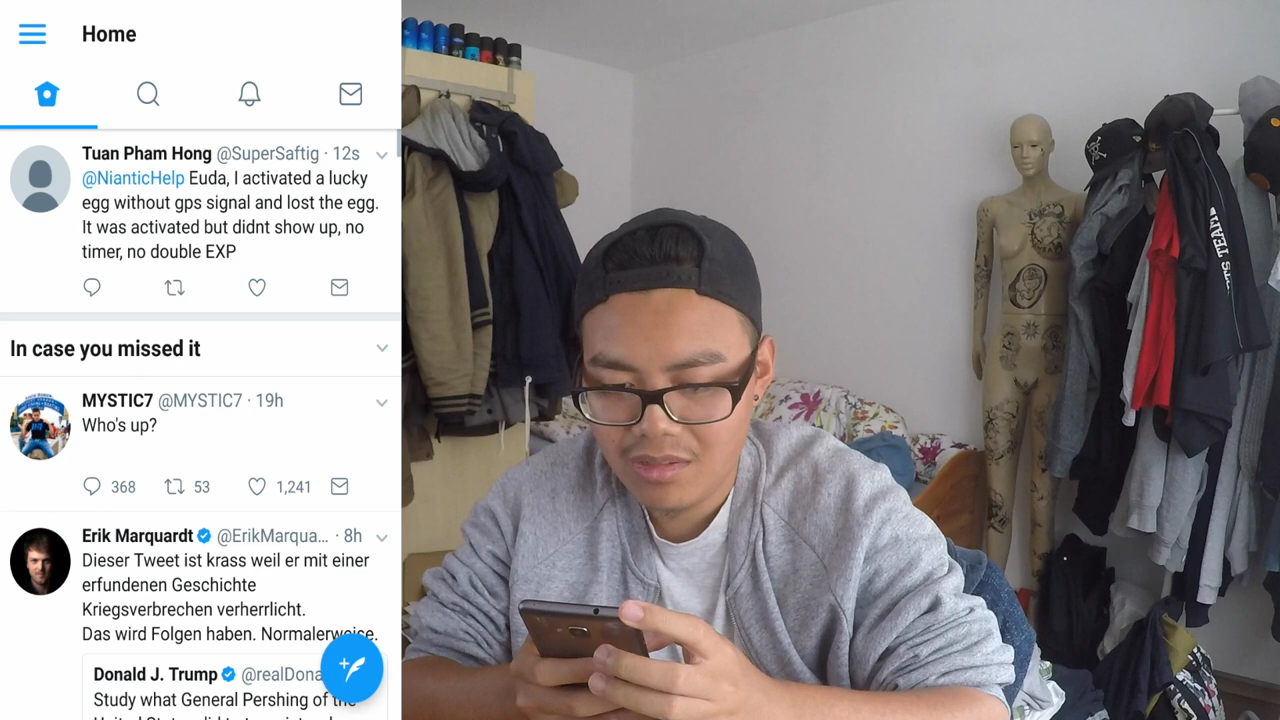 Home
Tuan Pham Hong @SuperSaftig · 12s
@NianticHelp Euda, I activated a lucky
egg without gps signal and lost the egg.
It was activated but didnt show up, no
timer, no double EXP
In case you missed it
MYSTIC7 @MYSTIC7 · 19h
Who's up?
368 53 1,241
Erik Marquardt @ErikMarqua... · 8h
Dieser Tweet ist krass weil er mit einer
erfundenen Geschichte
Kriegsverbrechen verherrlicht.
Das wird Folgen haben. Normalerweise.
Donald J. Trump @realDona
Study what General Pershing of the
TEAM